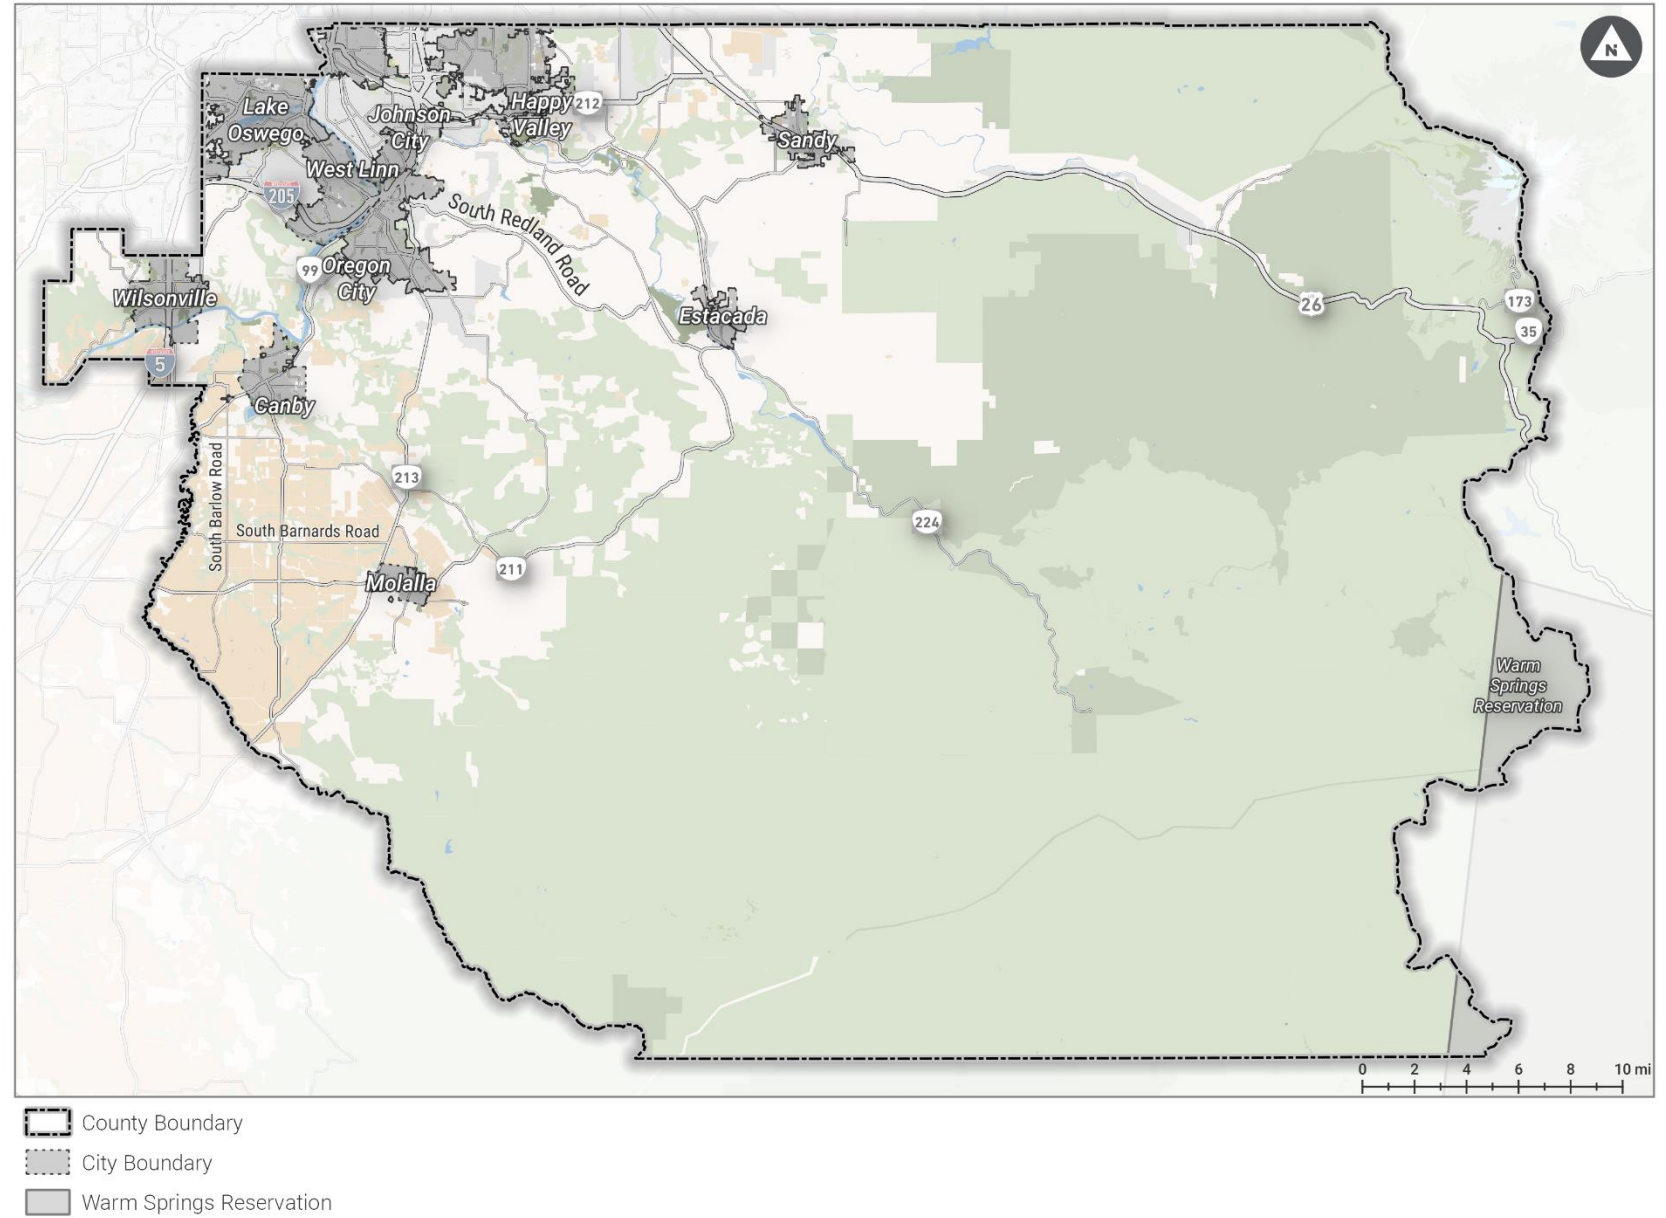 N
Lake
Oswego
Johnson
City
Happy
Valley
212
Sandy
West Linn
205
South Redland Road
99
Oregon
City
Wilsonville
Estacada
26
173
35
5
Canby
South Barlow Road
213
South Barnards Road
224
211
Molalla
Warm
Springs
Reservation
0 2 4 6 8 10 mi
County Boundary
City Boundary
Warm Springs Reservation